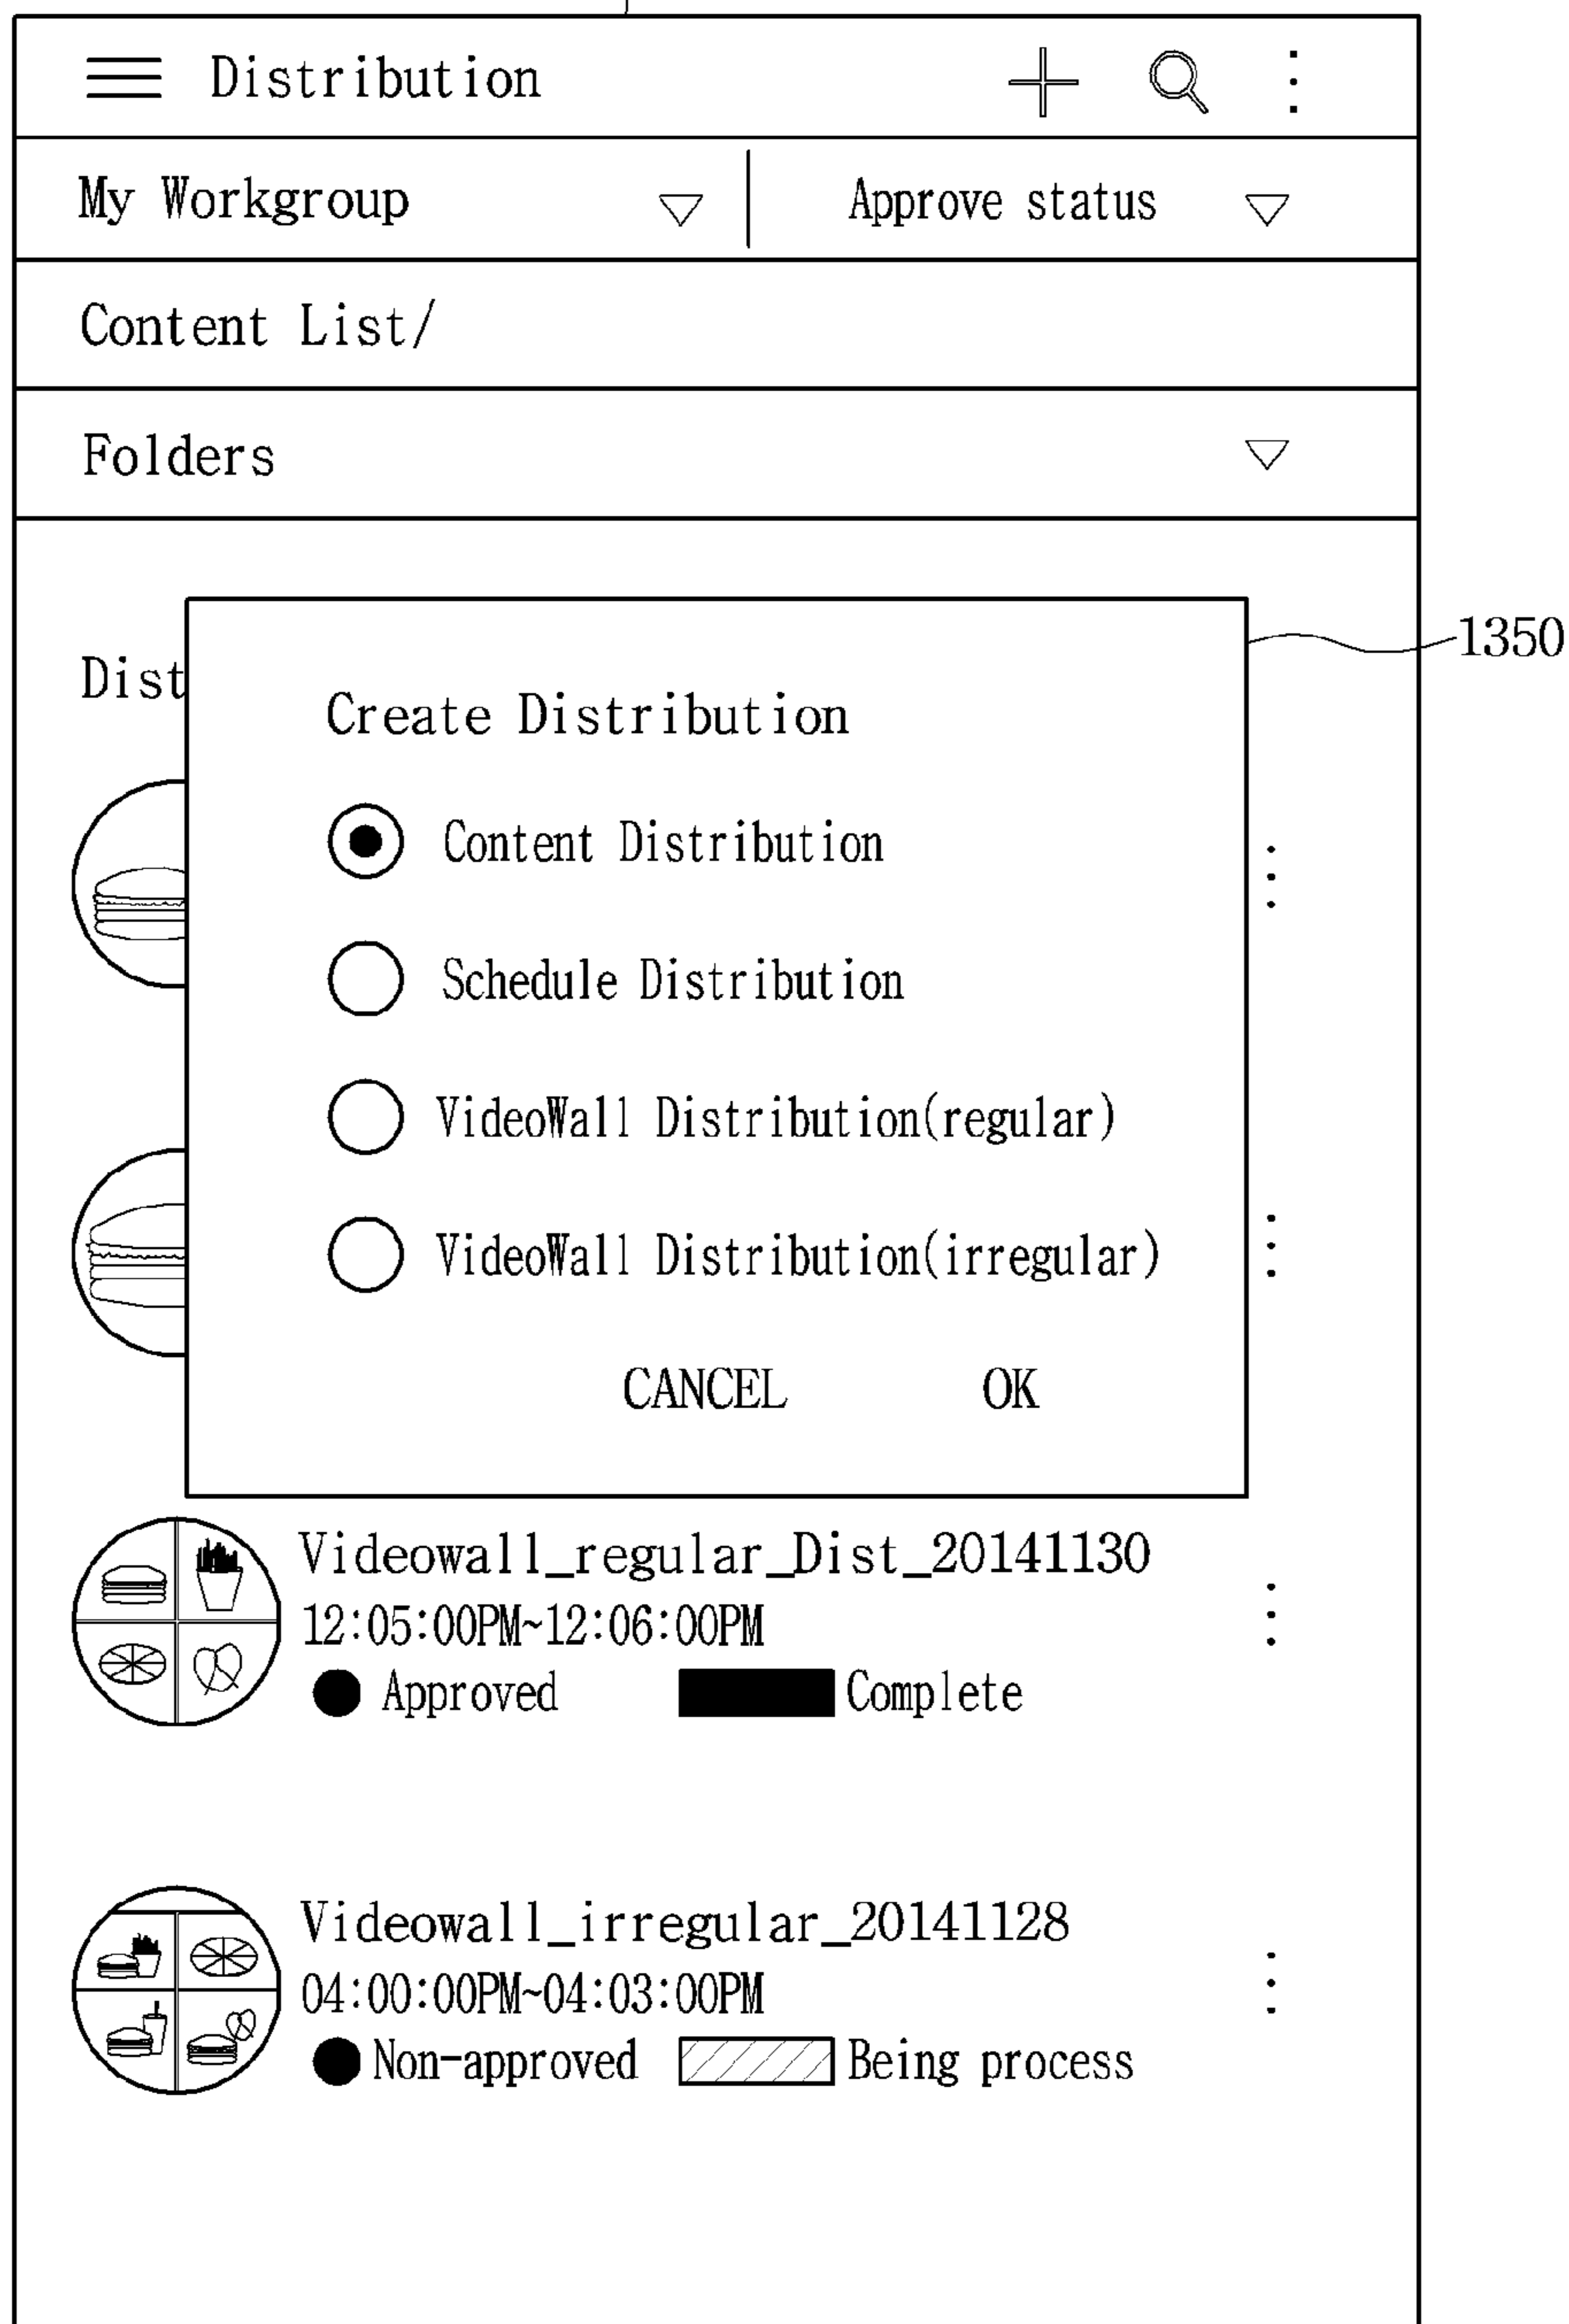 Distribution
My Workgroup Approve status
Content List/
Folders
1350
Dist
Create Distribution
Content Distribution
Schedule Distribution
VideoWall Distribution(regular)
VideoWall Distribution(irregular)
CANCEL OK
Videowall_regular_Dist_20141130
12:05:00PM~12:06:00PM
Approved Complete
Videowall_irregular_20141128
04:00:00PM~04:03:00PM
Non-approved Being process